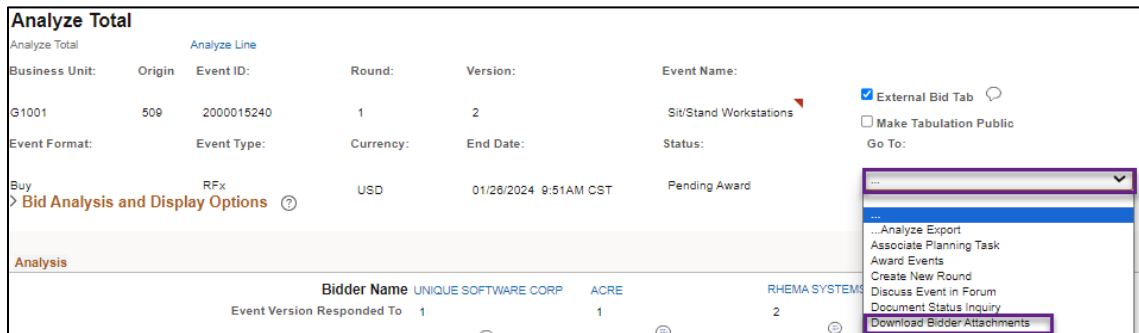 Analyze Total
Analyze Total Analyze Line
Business Unit: Origin Event ID: Round: Version: Event Name:
External Bid Tab
G1001 509 2000015240 1 2 Sit/Stand Workstations
Make Tabulation Public
Event Format: Event Type: Currency: End Date: Status: Go To:
Buy RFx USD 01/26/2024 9:51AM CST Pending Award ...
> Bid Analysis and Display Options ?
...
...Analyze Export
Associate Planning Task
Award Events
Create New Round
Discuss Event in Forum
Document Status Inquiry
Download Bidder Attachments
Analysis
Bidder Name UNIQUE SOFTWARE CORP ACRE RHEMA SYSTEMS
Event Version Responded To 1 1 2